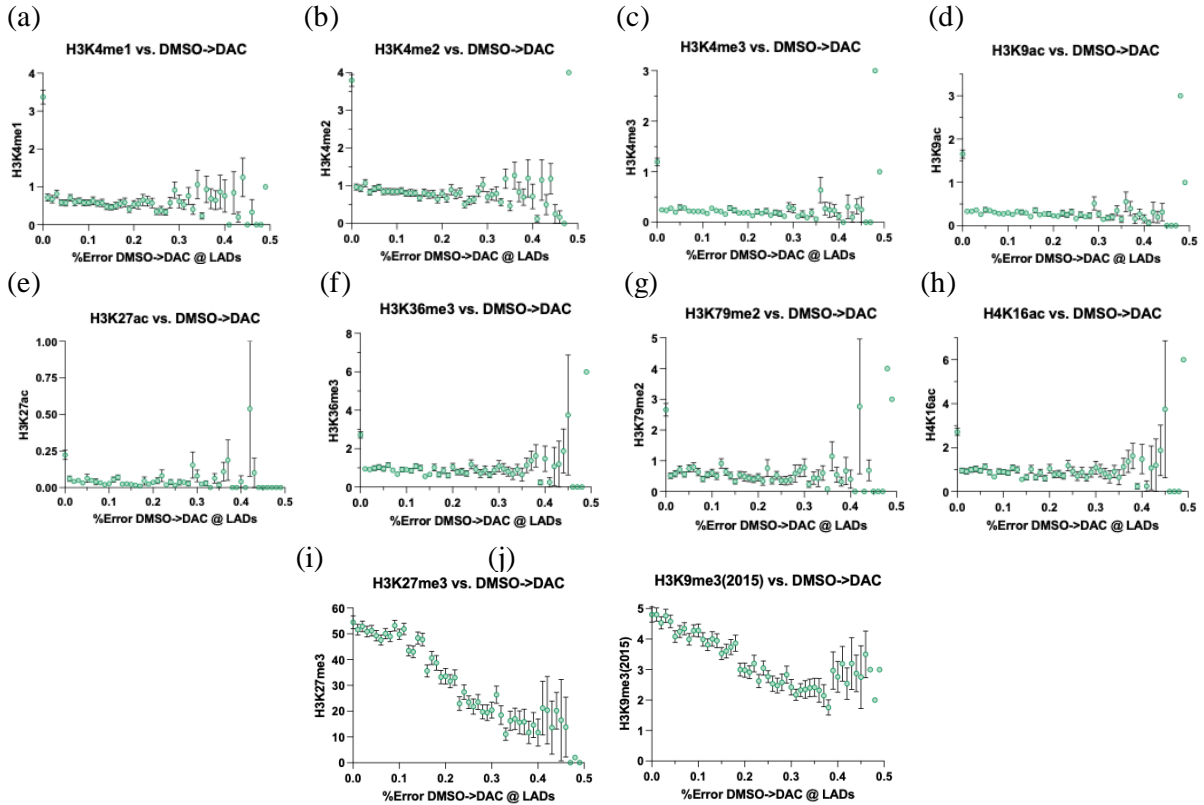 (a)
H3K4me1 vs. DMSO->DAC
H3K4me1
4
3
2
1
0
0.0 0.1 0.2 0.3 0.4 0.5
%Error DMSO->DAC @ LADs
(b)
H3K4me2 vs. DMSO->DAC
H3K4me2
4
3
2
1
0
0.0 0.1 0.2 0.3 0.4 0.5
%Error DMSO->DAC @ LADs
(c)
H3K4me3 vs. DMSO->DAC
H3K4me3
3
2
1
0
0.0 0.1 0.2 0.3 0.4 0.5
%Error DMSO->DAC @ LADs
(d)
H3K9ac vs. DMSO->DAC
H3K9ac
3
2
1
0
0.0 0.1 0.2 0.3 0.4 0.5
%Error DMSO->DAC @ LADs
(e)
H3K27ac vs. DMSO->DAC
H3K27ac
1.00
0.75
0.50
0.25
0.00
0.0 0.1 0.2 0.3 0.4 0.5
%Error DMSO->DAC @ LADs
(f)
H3K36me3 vs. DMSO->DAC
H3K36me3
8
6
4
2
0
0.0 0.1 0.2 0.3 0.4 0.5
%Error DMSO->DAC @ LADs
(g)
H3K79me2 vs. DMSO->DAC
H3K79me2
5
4
3
2
1
0
0.0 0.1 0.2 0.3 0.4 0.5
%Error DMSO->DAC @ LADs
(h)
H4K16ac vs. DMSO->DAC
H4K16ac
6
4
2
0
0.0 0.1 0.2 0.3 0.4 0.5
%Error DMSO->DAC @ LADs
(i)
H3K27me3 vs. DMSO->DAC
H3K27me3
60
50
40
30
20
10
0
0.0 0.1 0.2 0.3 0.4 0.5
%Error DMSO->DAC @ LADs
(j)
H3K9me3(2015) vs. DMSO->DAC
H3K9me3(2015)
5
4
3
2
1
0
0.0 0.1 0.2 0.3 0.4 0.5
%Error DMSO->DAC @ LADs